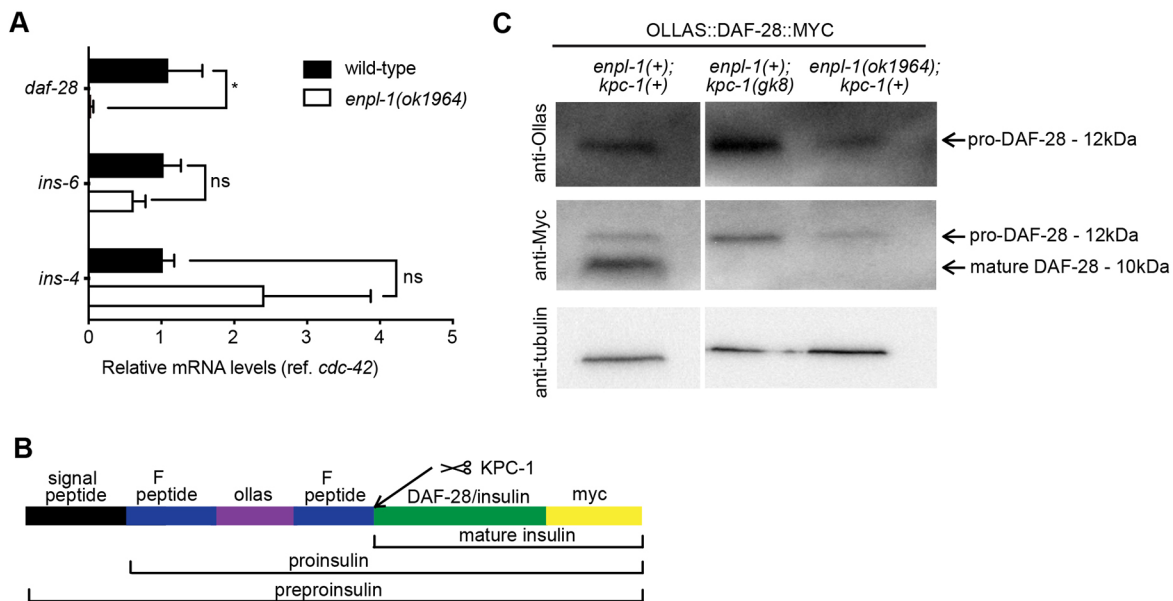 A
daf-28
ins-6
ins-4
*
ns
ns
wild-type
enpl-1(ok1964)
0 1 2 3 4 5
Relative mRNA levels (ref. cdc-42)
B
signal
peptide
F
peptide
ollas
F
peptide
KPC-1
DAF-28/insulin
myc
mature insulin
proinsulin
preproinsulin
C
OLLAS::DAF-28::MYC
enpl-1(+);
kpc-1(+)
enpl-1(+);
kpc-1(gk8)
enpl-1(ok1964);
kpc-1(+)
anti-Ollas
pro-DAF-28 - 12kDa
anti-Myc
pro-DAF-28 - 12kDa
mature DAF-28 - 10kDa
anti-tubulin